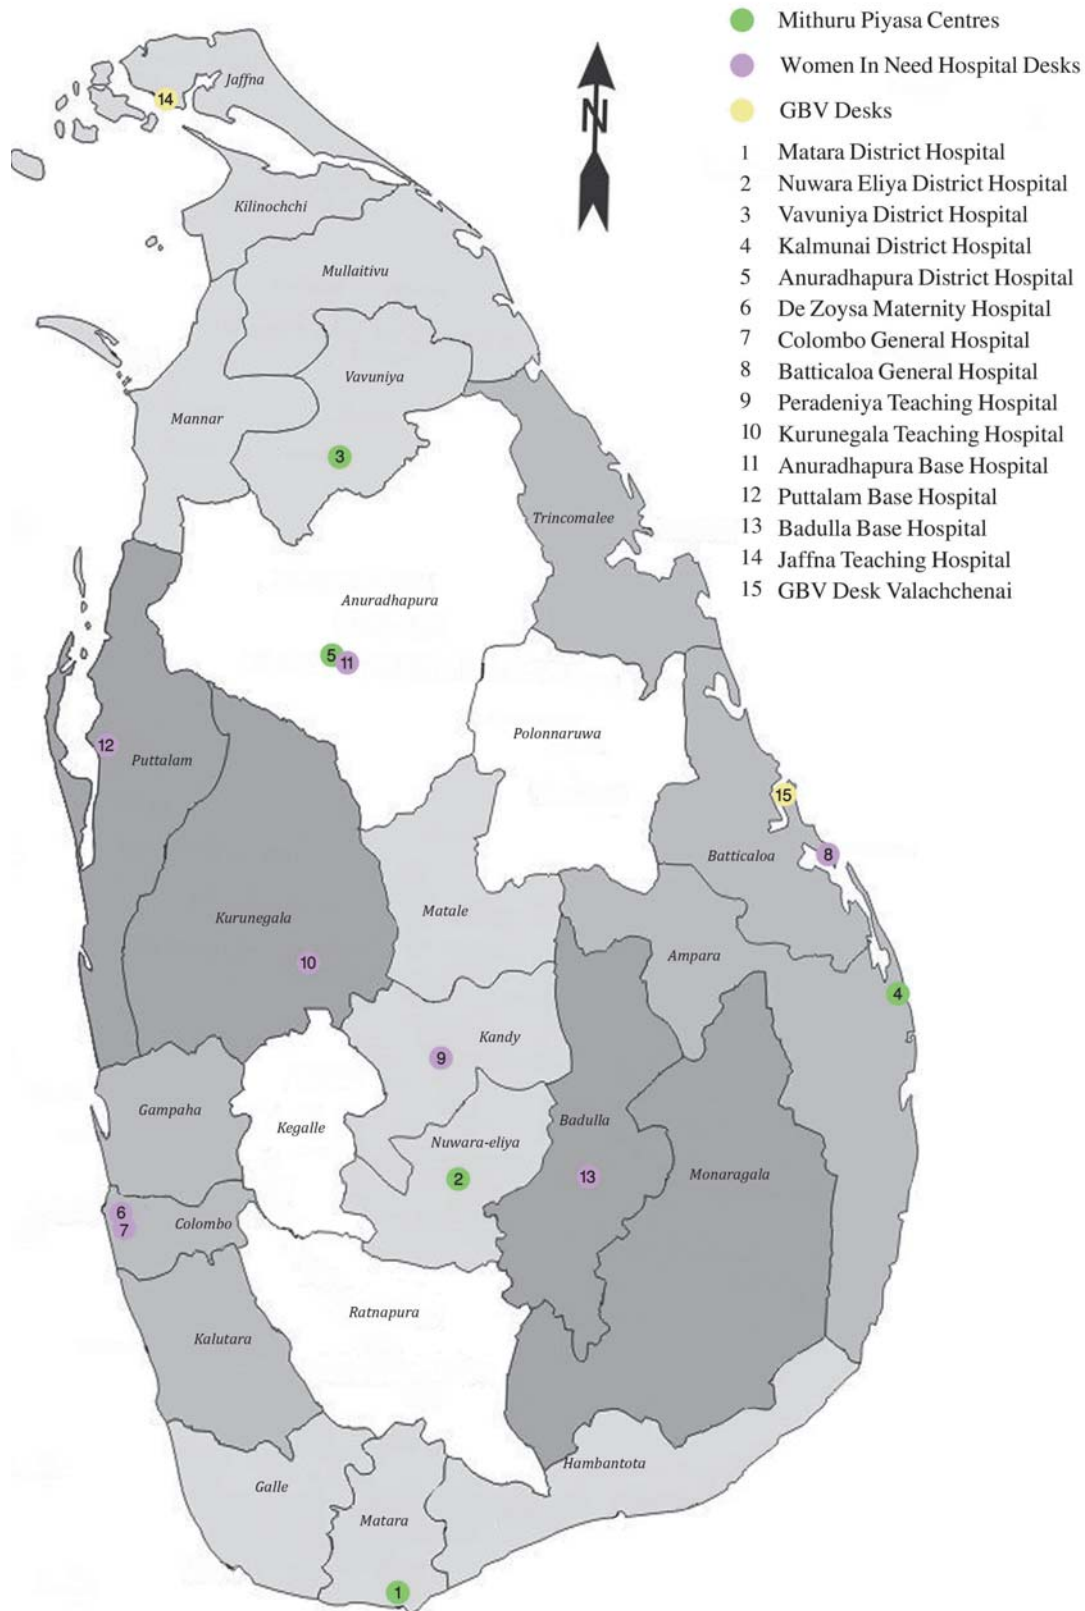 Mithuru Piyasa Centres
Women In Need Hospital Desks
GBV Desks
1 Matara District Hospital
2 Nuwara Eliya District Hospital
3 Vavuniya District Hospital
4 Kalmunai District Hospital
5 Anuradhapura District Hospital
6 De Zoysa Maternity Hospital
7 Colombo General Hospital
8 Batticaloa General Hospital
9 Peradeniya Teaching Hospital
10 Kurunegala Teaching Hospital
11 Anuradhapura Base Hospital
12 Puttalam Base Hospital
13 Badulla Base Hospital
14 Jaffna Teaching Hospital
15 GBV Desk Valachchenai
N
Jaffna
14
Kilinochchi
Mullaitivu
Vavuniya
Mannar
3
Trincomalee
Anuradhapura
5
11
Polonnaruwa
12
Puttalam
15
Batticaloa
8
Matale
Kurunegala
Ampara
10
4
Kandy
9
Gampaha
Kegalle
Badulla
Nuwara-eliya
Monaragala
2
13
6
7
Colombo
Ratnapura
Kalutara
Hambantota
Galle
Matara
1